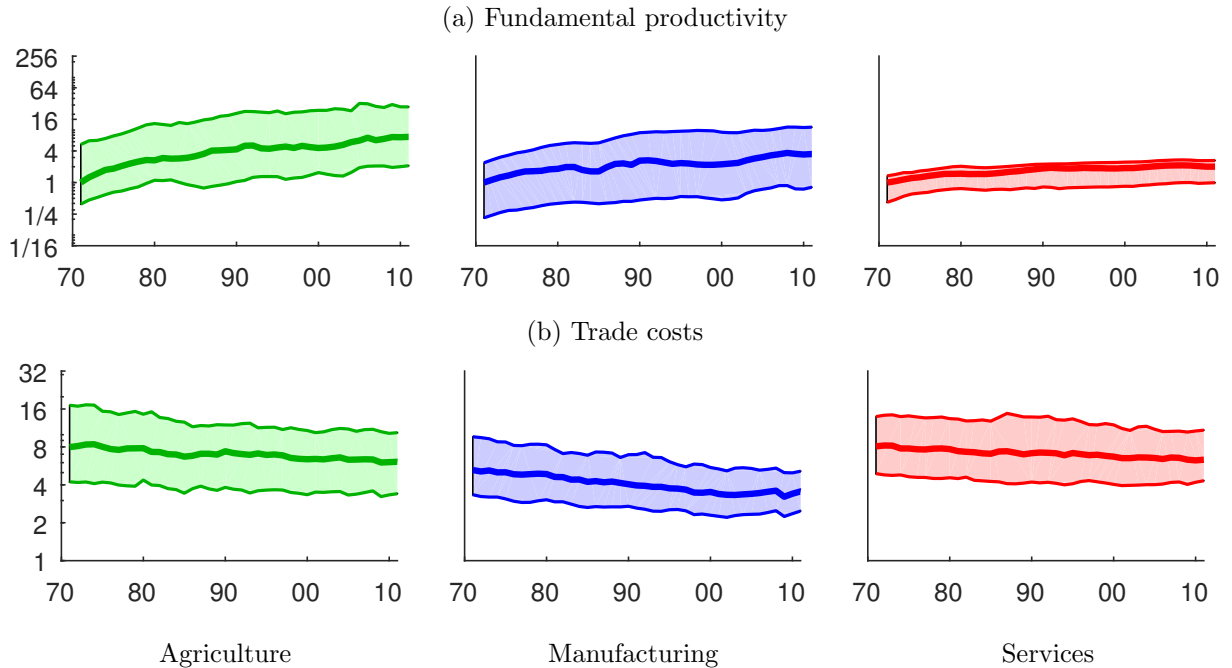 (a) Fundamental productivity
256
64
16
4
1
1/4
1/16
70 80 90 00 10
70 80 90 00 10
70 80 90 00 10
(b) Trade costs
32
16
8
4
2
1
70 80 90 00 10
70 80 90 00 10
70 80 90 00 10
Agriculture
Manufacturing
Services